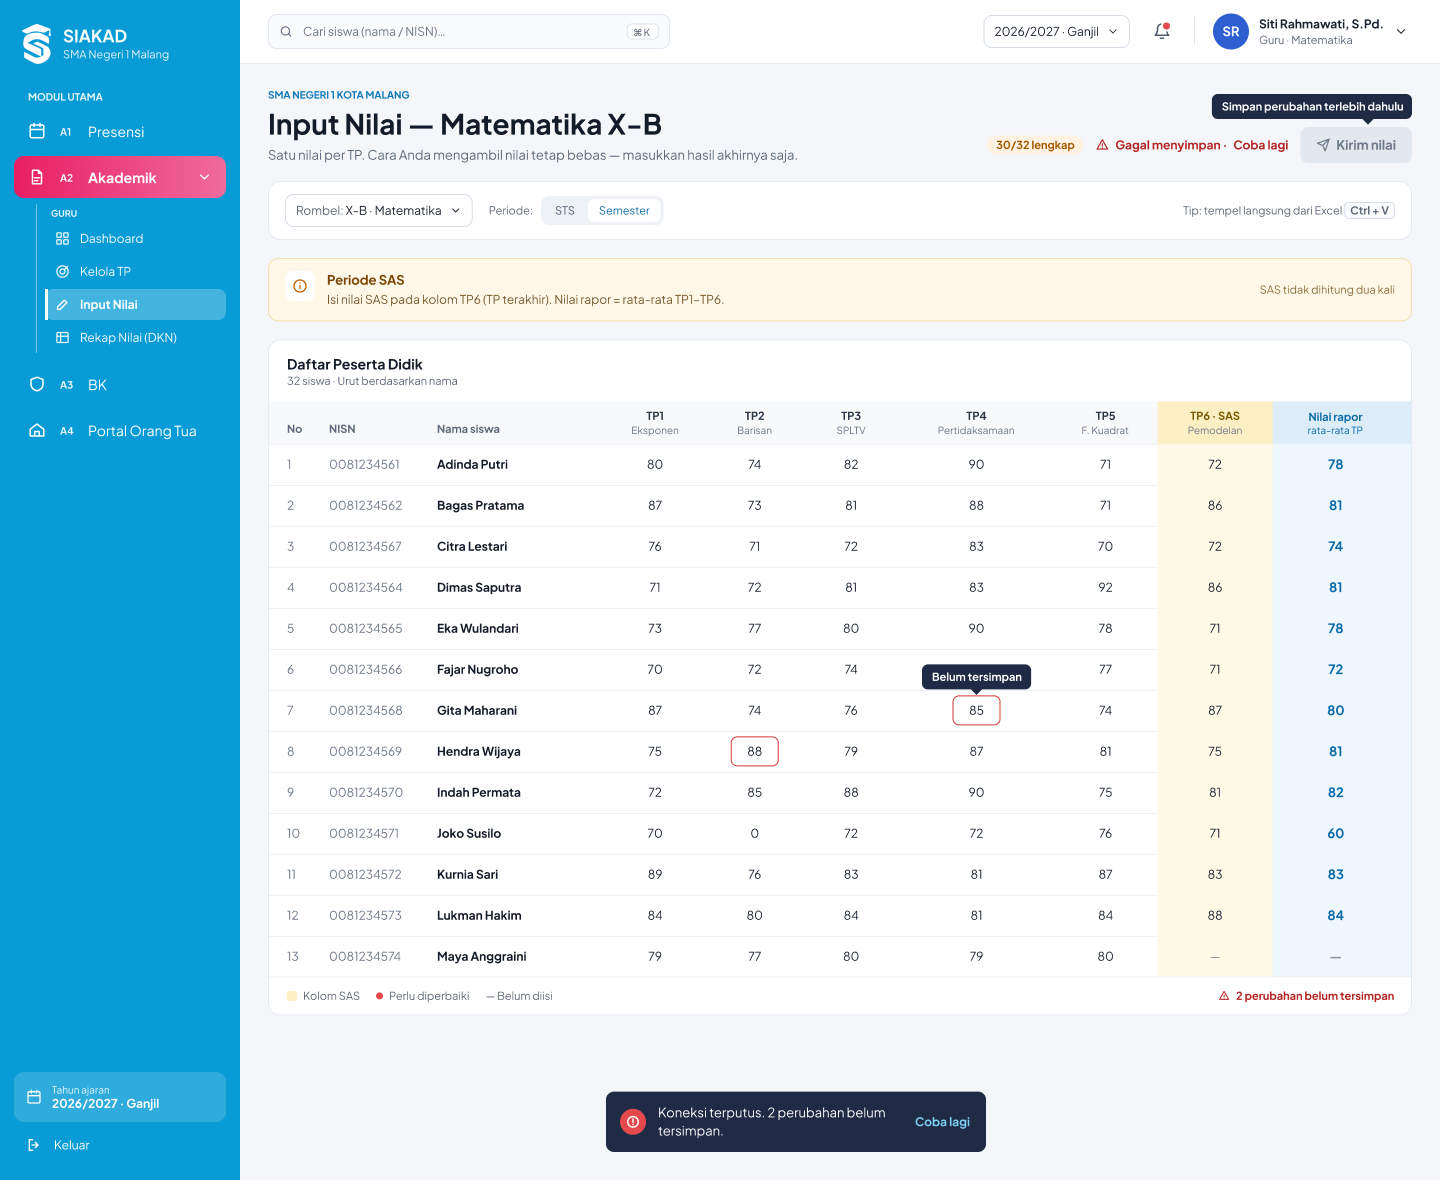 SIAKAD
SMA Negeri 1 Malang
MODUL UTAMA
A1 Presensi
A2 Akademik
GURU
Dashboard
Kelola TP
Input Nilai
Rekap Nilai (DKN)
A3 BK
A4 Portal Orang Tua
Tahun ajaran
2026/2027 · Ganjil
Keluar
Cari siswa (nama / NISN)...
⌘K
2026/2027 · Ganjil
SR
Siti Rahmawati, S.Pd.
Guru · Matematika
SMA NEGERI 1 KOTA MALANG
Input Nilai — Matematika X-B
Satu nilai per TP. Cara Anda mengambil nilai tetap bebas — masukkan hasil akhirnya saja.
Simpan perubahan terlebih dahulu
30/32 lengkap
Gagal menyimpan · Coba lagi
Kirim nilai
Rombel: X-B · Matematika
Periode: STS Semester
Tip: tempel langsung dari Excel Ctrl + V
Periode SAS
Isi nilai SAS pada kolom TP6 (TP terakhir). Nilai rapor = rata-rata TP1–TP6.
SAS tidak dihitung dua kali
Daftar Peserta Didik
32 siswa · Urut berdasarkan nama
No NISN Nama siswa TP1 TP2 TP3 TP4 TP5 TP6 · SAS Nilai rapor
Eksponen Barisan SPLTV Pertidaksamaan F. Kuadrat Pemodelan rata-rata TP
1 0081234561 Adinda Putri 80 74 82 90 71 72 78
2 0081234562 Bagas Pratama 87 73 81 88 71 86 81
3 0081234567 Citra Lestari 76 71 72 83 70 72 74
4 0081234564 Dimas Saputra 71 72 81 83 92 86 81
5 0081234565 Eka Wulandari 73 77 80 90 78 71 78
6 0081234566 Fajar Nugroho 70 72 74 77 71 72
Belum tersimpan
7 0081234568 Gita Maharani 87 74 76 85 74 87 80
8 0081234569 Hendra Wijaya 75 88 79 87 81 75 81
9 0081234570 Indah Permata 72 85 88 90 75 81 82
10 0081234571 Joko Susilo 70 0 72 72 76 71 60
11 0081234572 Kurnia Sari 89 76 83 81 87 83 83
12 0081234573 Lukman Hakim 84 80 84 81 84 88 84
13 0081234574 Maya Anggraini 79 77 80 79 80 — —
Kolom SAS Perlu diperbaiki — Belum diisi
2 perubahan belum tersimpan
Koneksi terputus. 2 perubahan belum
tersimpan.
Coba lagi